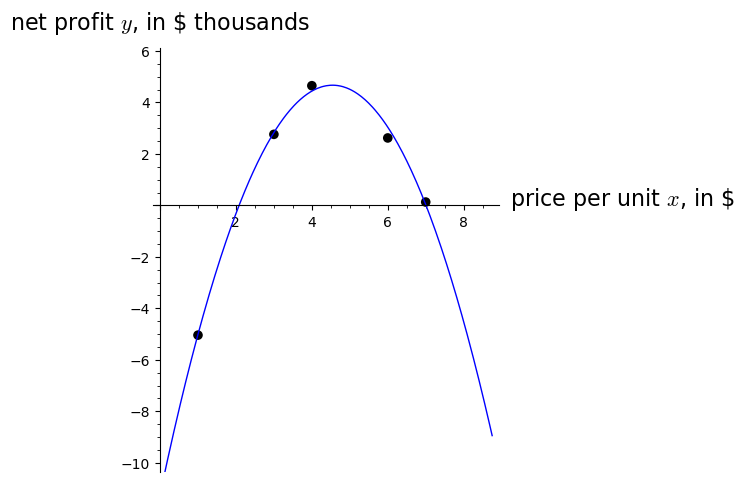 net profit y, in $ thousands
6
4
2
price per unit x, in $
2 4 6 8
−2
−4
−6
−8
−10